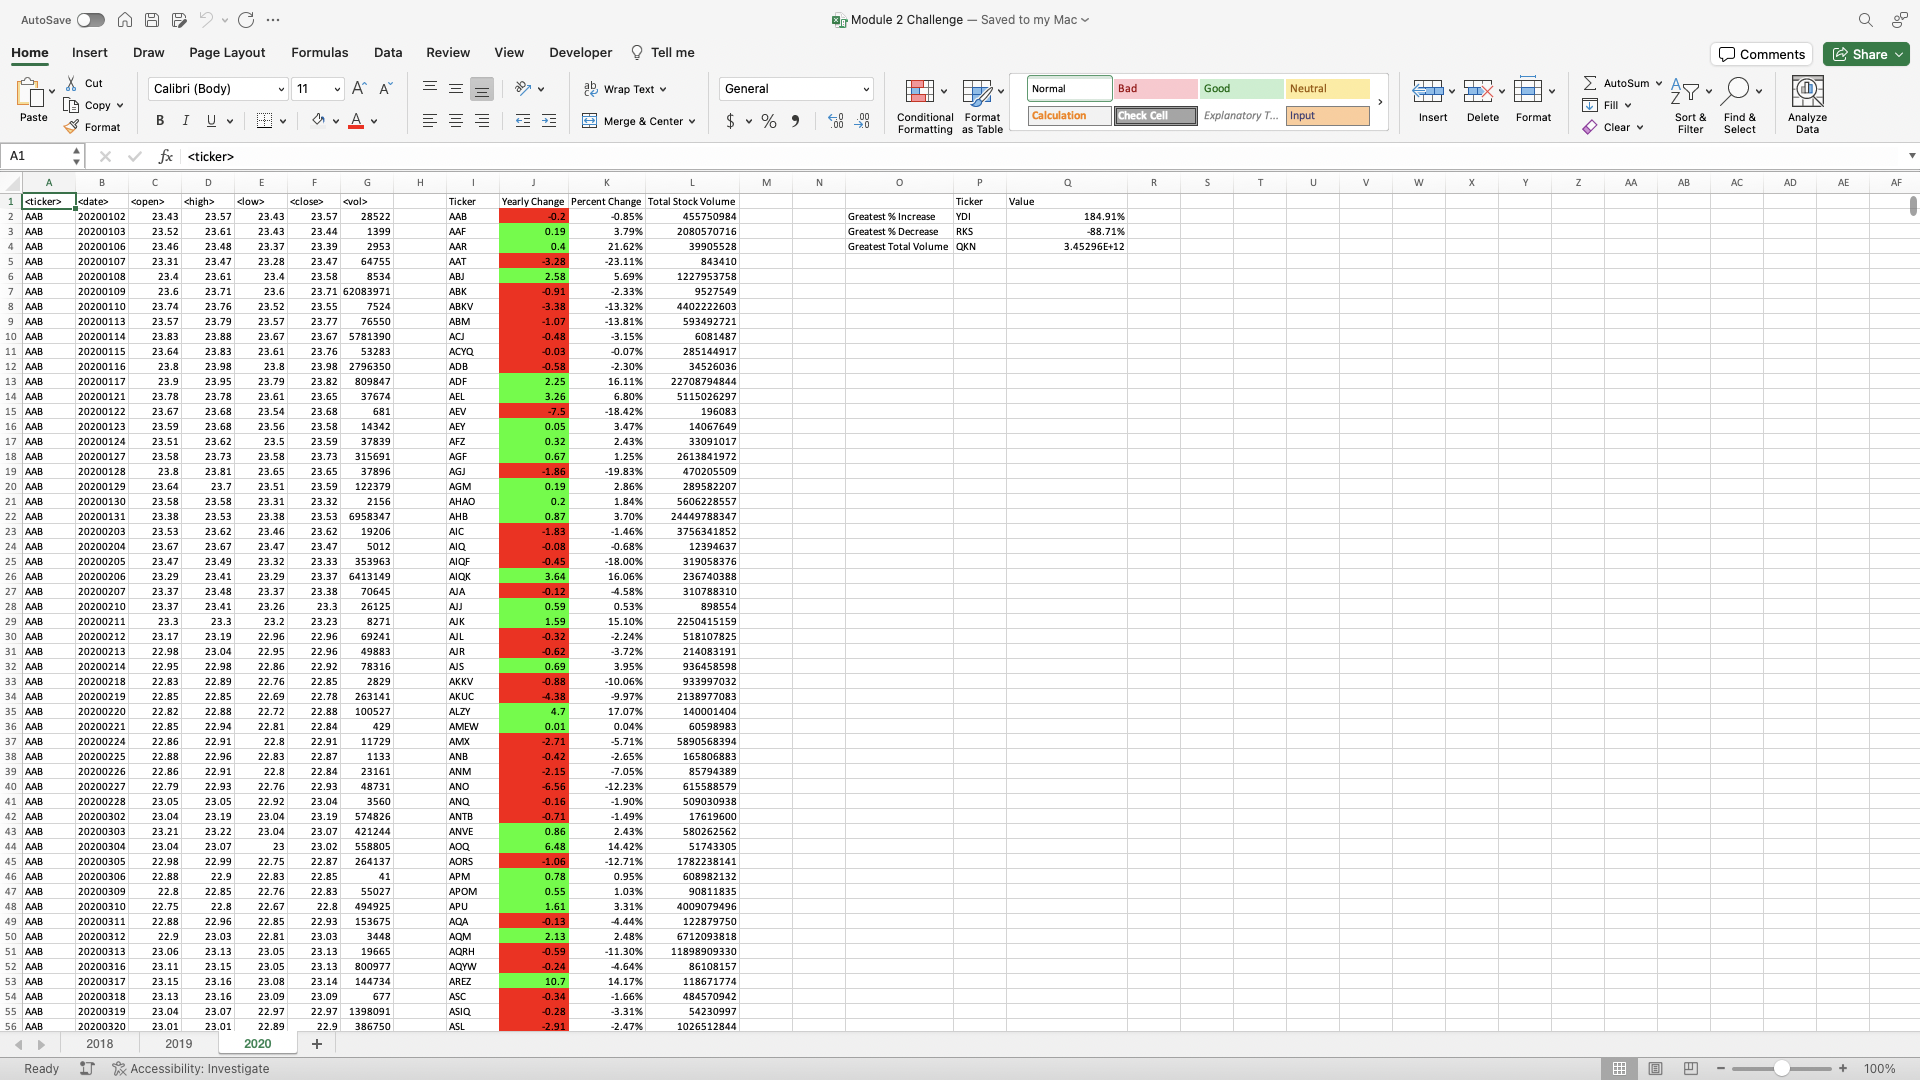 AutoSave
Module 2 Challenge — Saved to my Mac
Home Insert Draw Page Layout Formulas Data Review View Developer Tell me
Comments Share
Paste Cut Copy Format
Calibri (Body) 11
B I U A
Wrap Text
Merge & Center
General
$ % 9
Conditional Formatting
Format as Table
Normal Bad Good Neutral
Calculation Check Cell Explanatory T... Input
Insert Delete Format
AutoSum
Fill
Clear
Sort & Filter
Find & Select
Analyze Data
A1 fx <ticker>
A B C D E F G H I J K L M N O P Q R S T U V W X Y Z AA AB AC AD AE AF
1 <ticker> <date> <open> <high> <low> <close> <vol> Ticker Yearly Change Percent Change Total Stock Volume Ticker Value
2 AAB 20200102 23.43 23.57 23.43 23.57 28522 AAB -0.2 -0.85% 455750984 Greatest % Increase YDI 184.91%
3 AAB 20200103 23.52 23.61 23.43 23.44 1399 AAF 0.19 3.79% 2080570716 Greatest % Decrease RKS -88.71%
4 AAB 20200106 23.46 23.48 23.37 23.39 2953 AAR 0.4 21.62% 39905528 Greatest Total Volume QKN 3.45296E+12
5 AAB 20200107 23.31 23.47 23.28 23.47 64755 AAT -3.28 -23.11% 843410
6 AAB 20200108 23.4 23.61 23.4 23.58 8534 ABJ 2.58 5.69% 1227953758
7 AAB 20200109 23.6 23.71 23.6 23.71 62083971 ABK -0.91 -2.33% 9527549
8 AAB 20200110 23.74 23.76 23.52 23.55 7524 ABKV -3.38 -13.32% 4402222603
9 AAB 20200113 23.57 23.79 23.57 23.77 76550 ABM -1.07 -13.81% 593492721
10 AAB 20200114 23.83 23.88 23.67 23.67 5781390 ACJ -0.48 -3.15% 6081487
11 AAB 20200115 23.64 23.83 23.61 23.76 53283 ACYQ -0.03 -0.07% 285144917
12 AAB 20200116 23.8 23.98 23.8 23.98 2796350 ADB -0.58 -2.30% 34526036
13 AAB 20200117 23.9 23.95 23.79 23.82 809847 ADF 2.25 16.11% 22708794844
14 AAB 20200121 23.78 23.78 23.61 23.65 37674 AEL 3.26 6.80% 5115026297
15 AAB 20200122 23.67 23.68 23.54 23.68 681 AEV -7.5 -18.42% 196083
16 AAB 20200123 23.59 23.68 23.56 23.58 14342 AEY 0.05 3.47% 14067649
17 AAB 20200124 23.51 23.62 23.5 23.59 37839 AFZ 0.32 2.43% 33091017
18 AAB 20200127 23.58 23.73 23.58 23.73 315691 AGF 0.67 1.25% 2613841972
19 AAB 20200128 23.8 23.81 23.65 23.65 37896 AGJ -1.86 -19.83% 470205509
20 AAB 20200129 23.64 23.7 23.51 23.59 122379 AGM 0.19 2.86% 289582207
21 AAB 20200130 23.58 23.58 23.31 23.32 2156 AHAO 0.2 1.84% 5606228557
22 AAB 20200131 23.38 23.53 23.38 23.53 6958347 AHB 0.87 3.70% 24449788347
23 AAB 20200203 23.53 23.62 23.46 23.62 19206 AIC -1.83 -1.46% 3756341852
24 AAB 20200204 23.67 23.67 23.47 23.47 5012 AIQ -0.08 -0.68% 12394637
25 AAB 20200205 23.47 23.49 23.32 23.33 353963 AIQF -0.45 -18.00% 319058376
26 AAB 20200206 23.29 23.41 23.29 23.37 6413149 AIQK 3.64 16.06% 236740388
27 AAB 20200207 23.37 23.48 23.37 23.38 70645 AJA -0.12 -4.58% 310788310
28 AAB 20200210 23.37 23.41 23.26 23.3 26125 AJJ 0.59 0.53% 898554
29 AAB 20200211 23.3 23.3 23.2 23.23 8271 AJK 1.59 15.10% 2250415159
30 AAB 20200212 23.17 23.19 22.96 22.96 69241 AJL -0.32 -2.24% 518107825
31 AAB 20200213 22.98 23.04 22.95 22.96 49883 AJR -0.62 -3.72% 214083191
32 AAB 20200214 22.95 22.98 22.86 22.92 78316 AJS 0.69 3.95% 936458598
33 AAB 20200218 22.83 22.89 22.76 22.85 2829 AKKV -0.88 -10.06% 933997032
34 AAB 20200219 22.85 22.85 22.69 22.78 263141 AKUC -4.38 -9.97% 2138977083
35 AAB 20200220 22.82 22.88 22.72 22.88 100527 ALZY 4.7 17.07% 140001404
36 AAB 20200221 22.85 22.94 22.81 22.84 429 AMEW 0.01 0.04% 60598983
37 AAB 20200224 22.86 22.91 22.8 22.91 11729 AMX -2.71 -5.71% 5890568394
38 AAB 20200225 22.88 22.96 22.83 22.87 1133 ANB -0.42 -2.65% 165806883
39 AAB 20200226 22.86 22.91 22.8 22.84 23161 ANM -2.15 -7.05% 85794389
40 AAB 20200227 22.79 22.93 22.76 22.93 48731 ANO -6.56 -12.23% 615588579
41 AAB 20200228 23.05 23.05 22.92 23.04 3560 ANQ -0.16 -1.90% 509030938
42 AAB 20200302 23.04 23.19 23.04 23.19 574826 ANTB -0.71 -1.49% 17619600
43 AAB 20200303 23.21 23.22 23.04 23.07 421244 ANVE 0.86 2.43% 580262562
44 AAB 20200304 23.04 23.07 23 23.02 558805 AOQ 6.48 14.42% 51743305
45 AAB 20200305 22.98 22.99 22.75 22.87 264137 AORS -1.06 -12.71% 1782238141
46 AAB 20200306 22.88 22.9 22.83 22.85 41 APM 0.78 0.95% 608982132
47 AAB 20200309 22.8 22.85 22.76 22.83 55027 APOM 0.55 1.03% 90811835
48 AAB 20200310 22.75 22.8 22.67 22.8 494925 APU 1.61 3.31% 4009079496
49 AAB 20200311 22.88 22.96 22.85 22.93 153675 AQA -0.13 -4.44% 122879750
50 AAB 20200312 22.9 23.03 22.81 23.03 3448 AQM 2.13 2.48% 6712093818
51 AAB 20200313 23.06 23.13 23.05 23.13 19665 AQRH -0.59 -11.30% 11898909330
52 AAB 20200316 23.11 23.15 23.05 23.13 800977 AQYW -0.24 -4.64% 86108157
53 AAB 20200317 23.15 23.16 23.08 23.14 144734 AREZ 10.7 14.17% 118671774
54 AAB 20200318 23.13 23.16 23.09 23.09 677 ASC -0.34 -1.66% 484570942
55 AAB 20200319 23.04 23.07 22.97 22.97 1398091 ASIQ -0.28 -3.31% 54230997
56 AAB 20200320 23.01 23.01 22.89 22.9 386750 ASL -2.91 -2.47% 1026512844
2018 2019 2020 +
Ready Accessibility: Investigate 100%